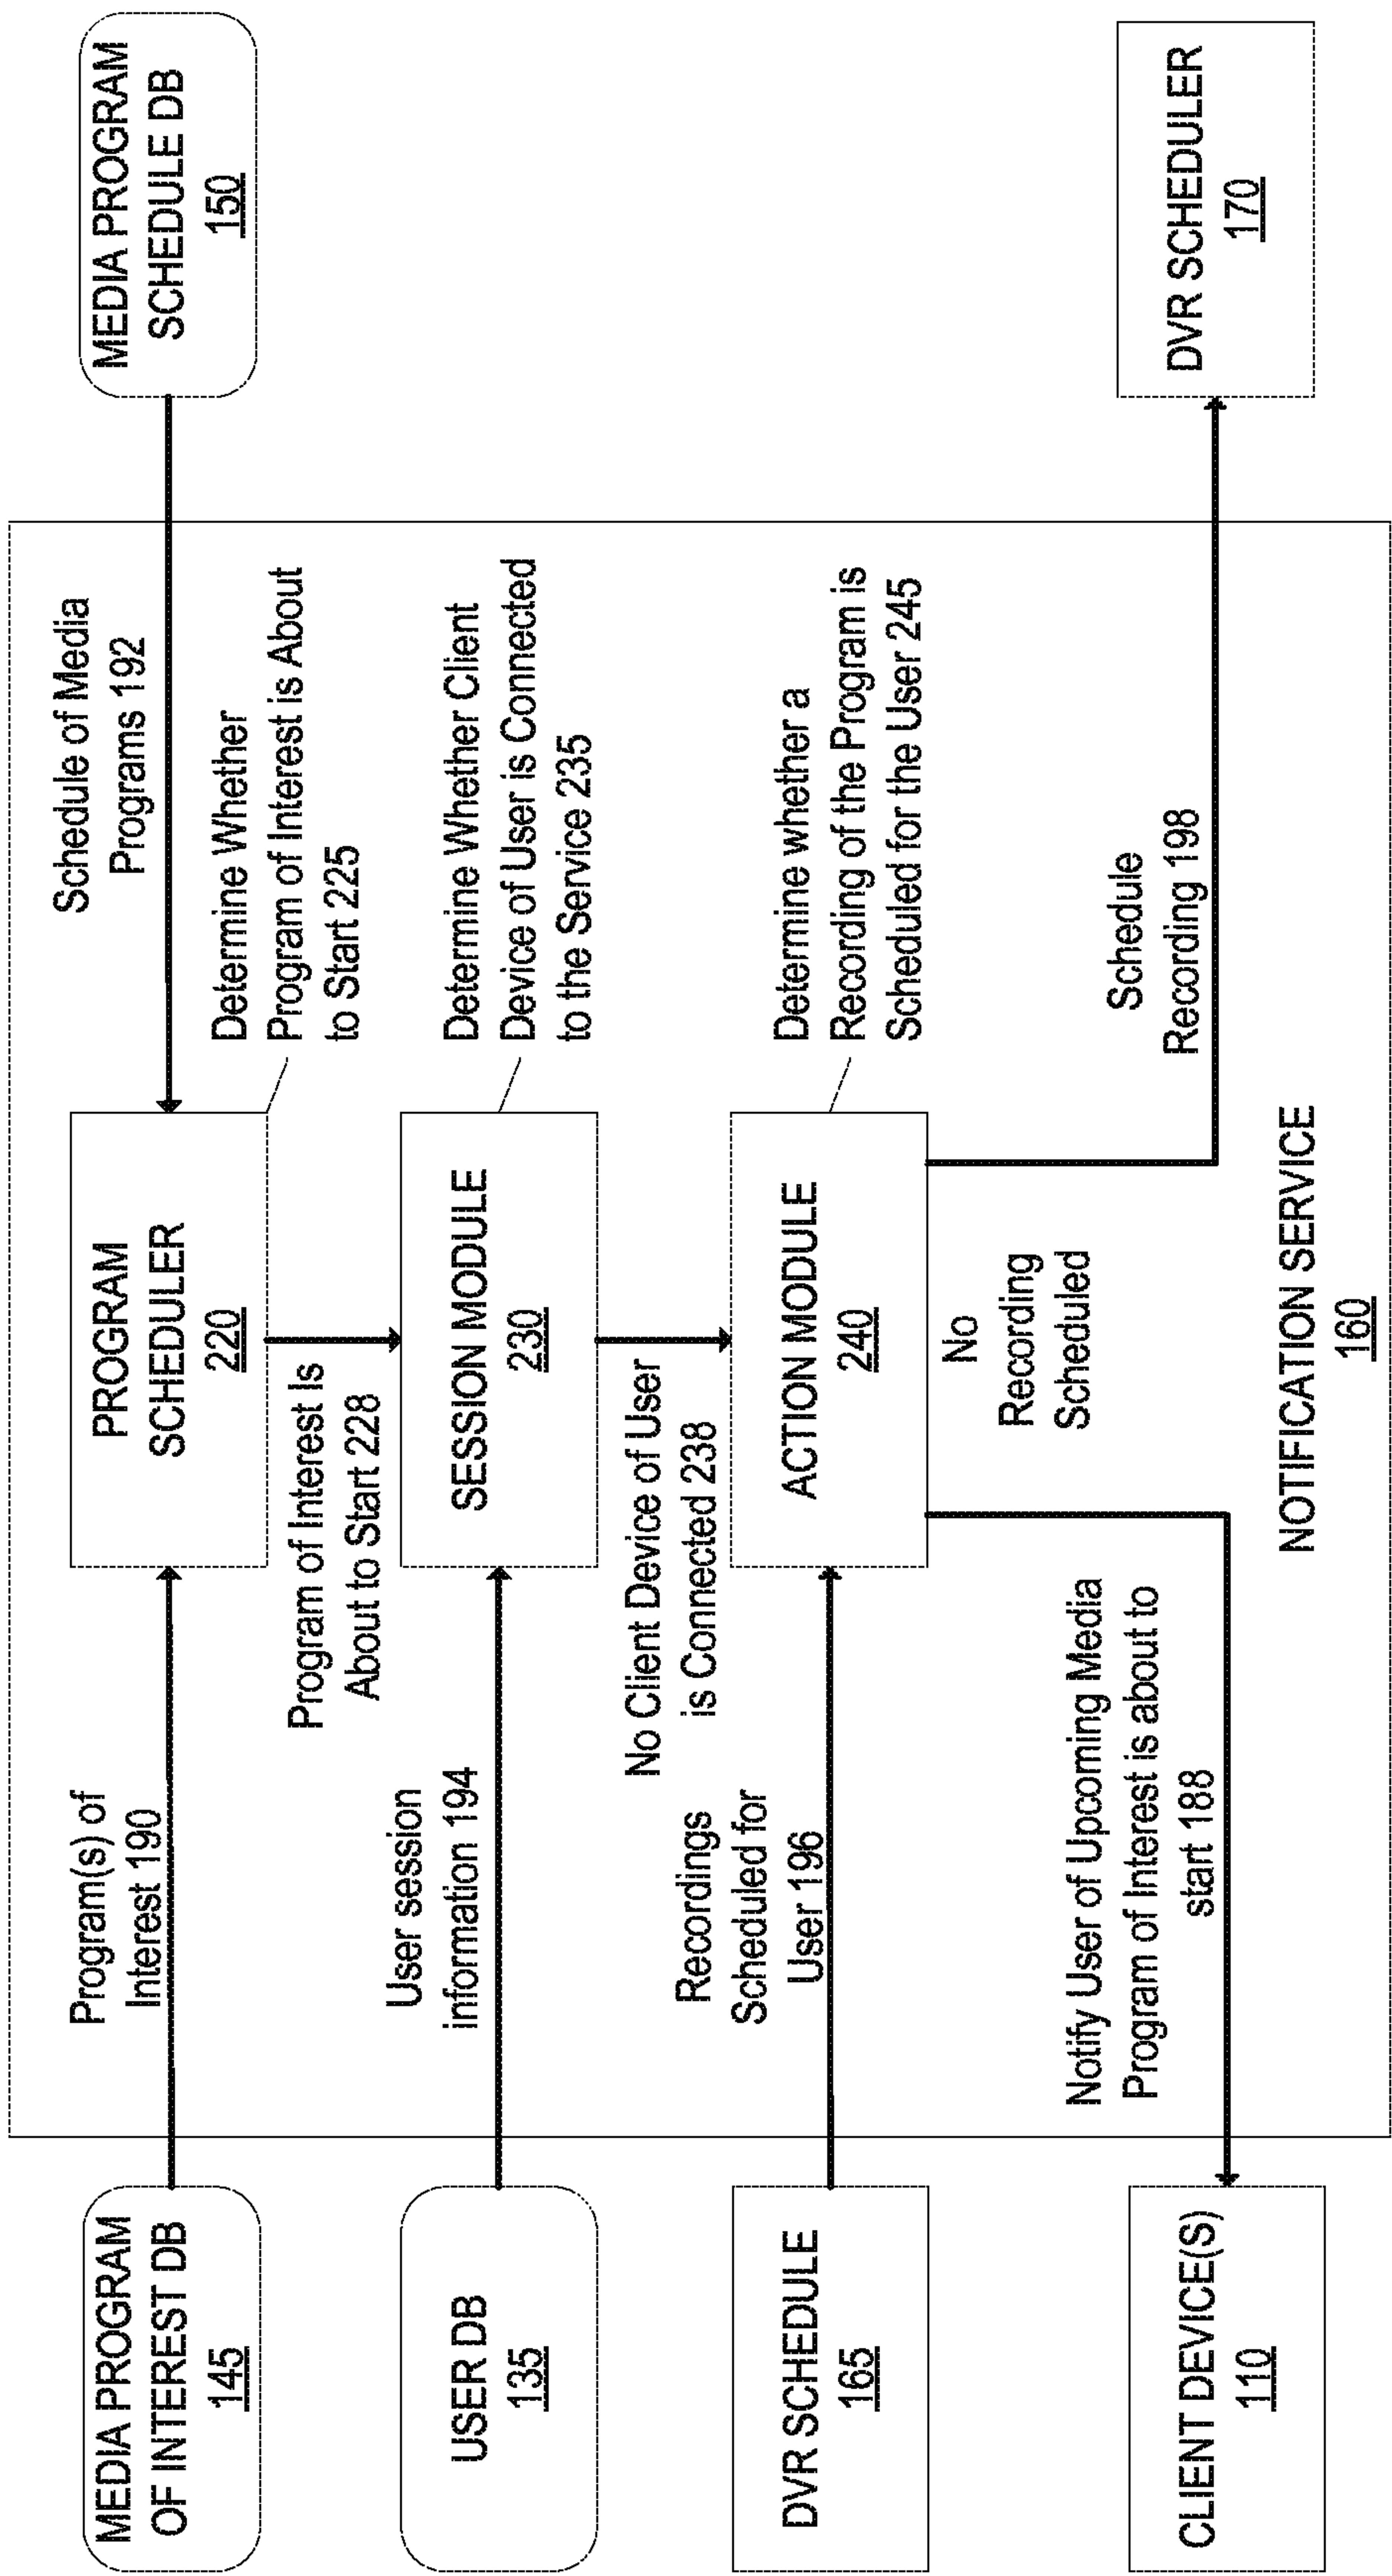 MEDIA PROGRAM
OF INTEREST DB
145
Program(s) of
Interest 190
PROGRAM
SCHEDULER
220
Schedule of Media
Programs 192
MEDIA PROGRAM
SCHEDULE DB
150
Determine Whether
Program of Interest is About
to Start 225
Program of Interest Is
About to Start 228
USER DB
135
User session
information 194
SESSION MODULE
230
Determine Whether Client
Device of User is Connected
to the Service 235
No Client Device of User
is Connected 238
DVR SCHEDULE
165
Recordings
Scheduled for
User 196
ACTION MODULE
240
Determine whether a
Recording of the Program is
Scheduled for the User 245
No
Recording
Scheduled
CLIENT DEVICE(S)
110
Notify User of Upcoming Media
Program of Interest is about to
start 188
Schedule
Recording 198
DVR SCHEDULER
170
NOTIFICATION SERVICE
160